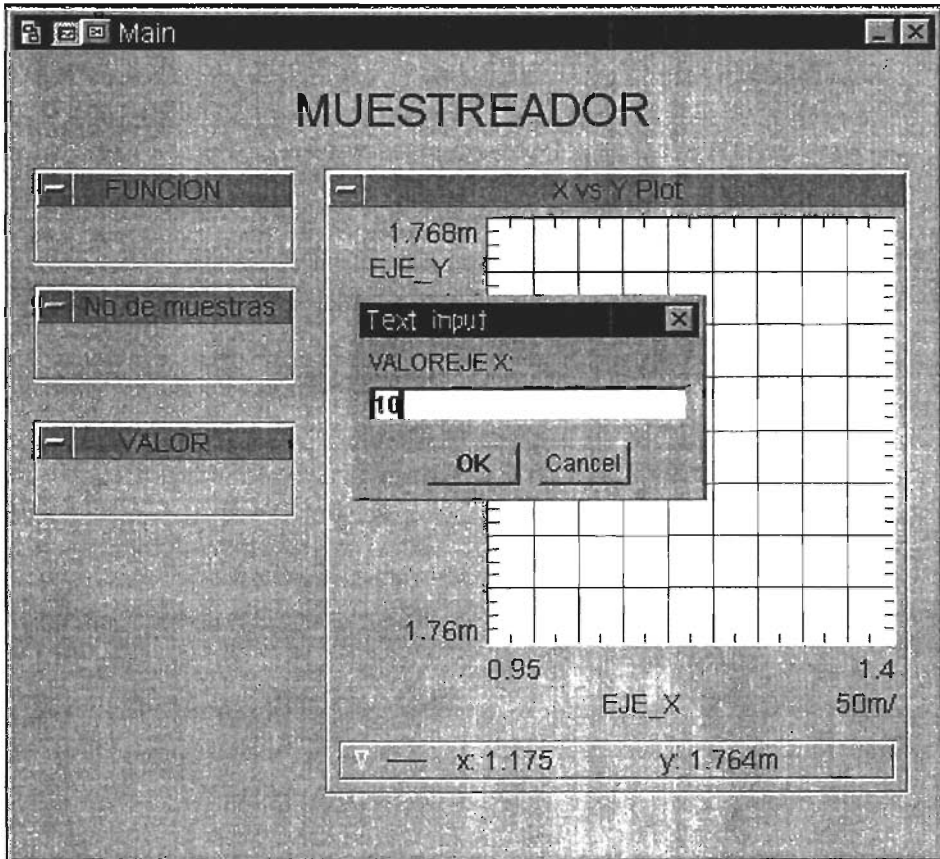 Main
MUESTREADOR
FUNCION
No.de muestras
VALOR
X vs Y Plot
1.768m
EJE_Y
Text input
VALOREJE X:
10
OK
Cancel
1.76m
0.95
1.4
EJE_X
50m/
x: 1.175
y: 1.764m